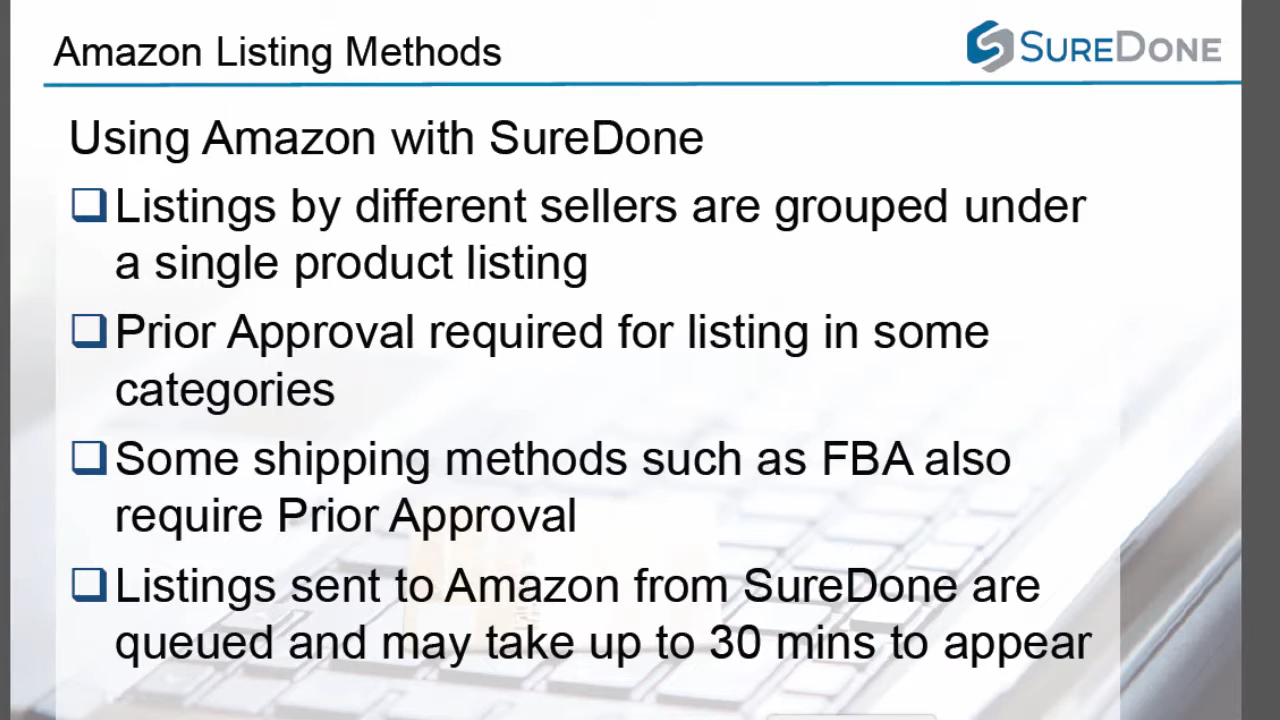 Amazon Listing Methods
SUREDONE
Using Amazon with SureDone
Listings by different sellers are grouped under
a single product listing
Prior Approval required for listing in some
categories
Some shipping methods such as FBA also
require Prior Approval
Listings sent to Amazon from SureDone are
queued and may take up to 30 mins to appear